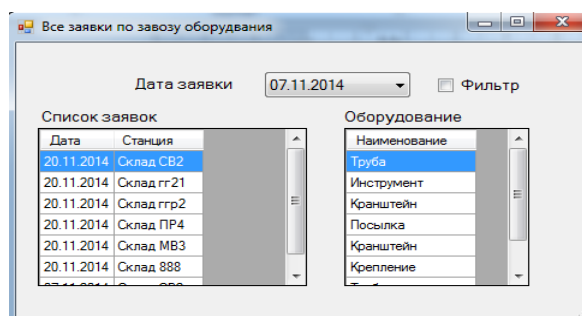 Все заявки по завозу оборудвания
Дата заявки 07.11.2014 Фильтр
Список заявок Оборудование
Дата Станция Наименование
20.11.2014 Склад СВ2 Труба
20.11.2014 Склад гг21 Инструмент
20.11.2014 Склад ггр2 Кранштейн
20.11.2014 Склад ПР4 Посылка
20.11.2014 Склад МВ3 Кранштейн
20.11.2014 Склад 888 Крепление